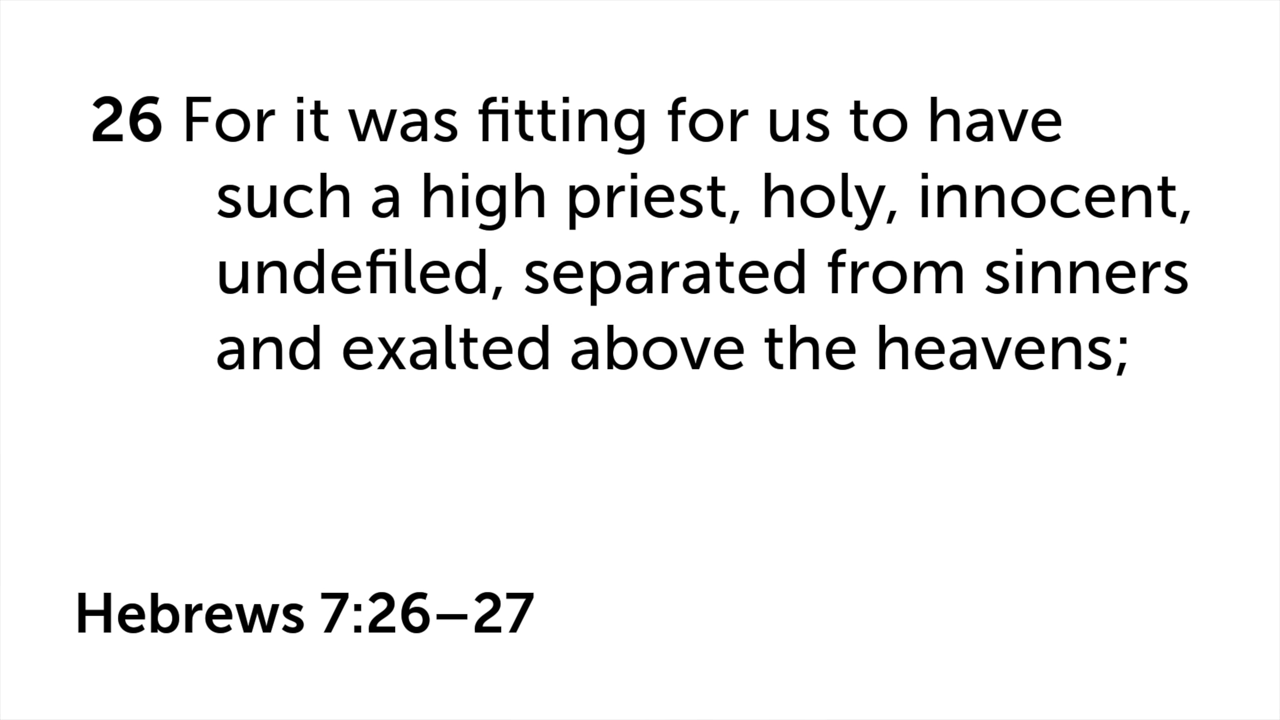 26 For it was fitting for us to have
such a high priest, holy, innocent,
undefiled, separated from sinners
and exalted above the heavens;
Hebrews 7:26–27